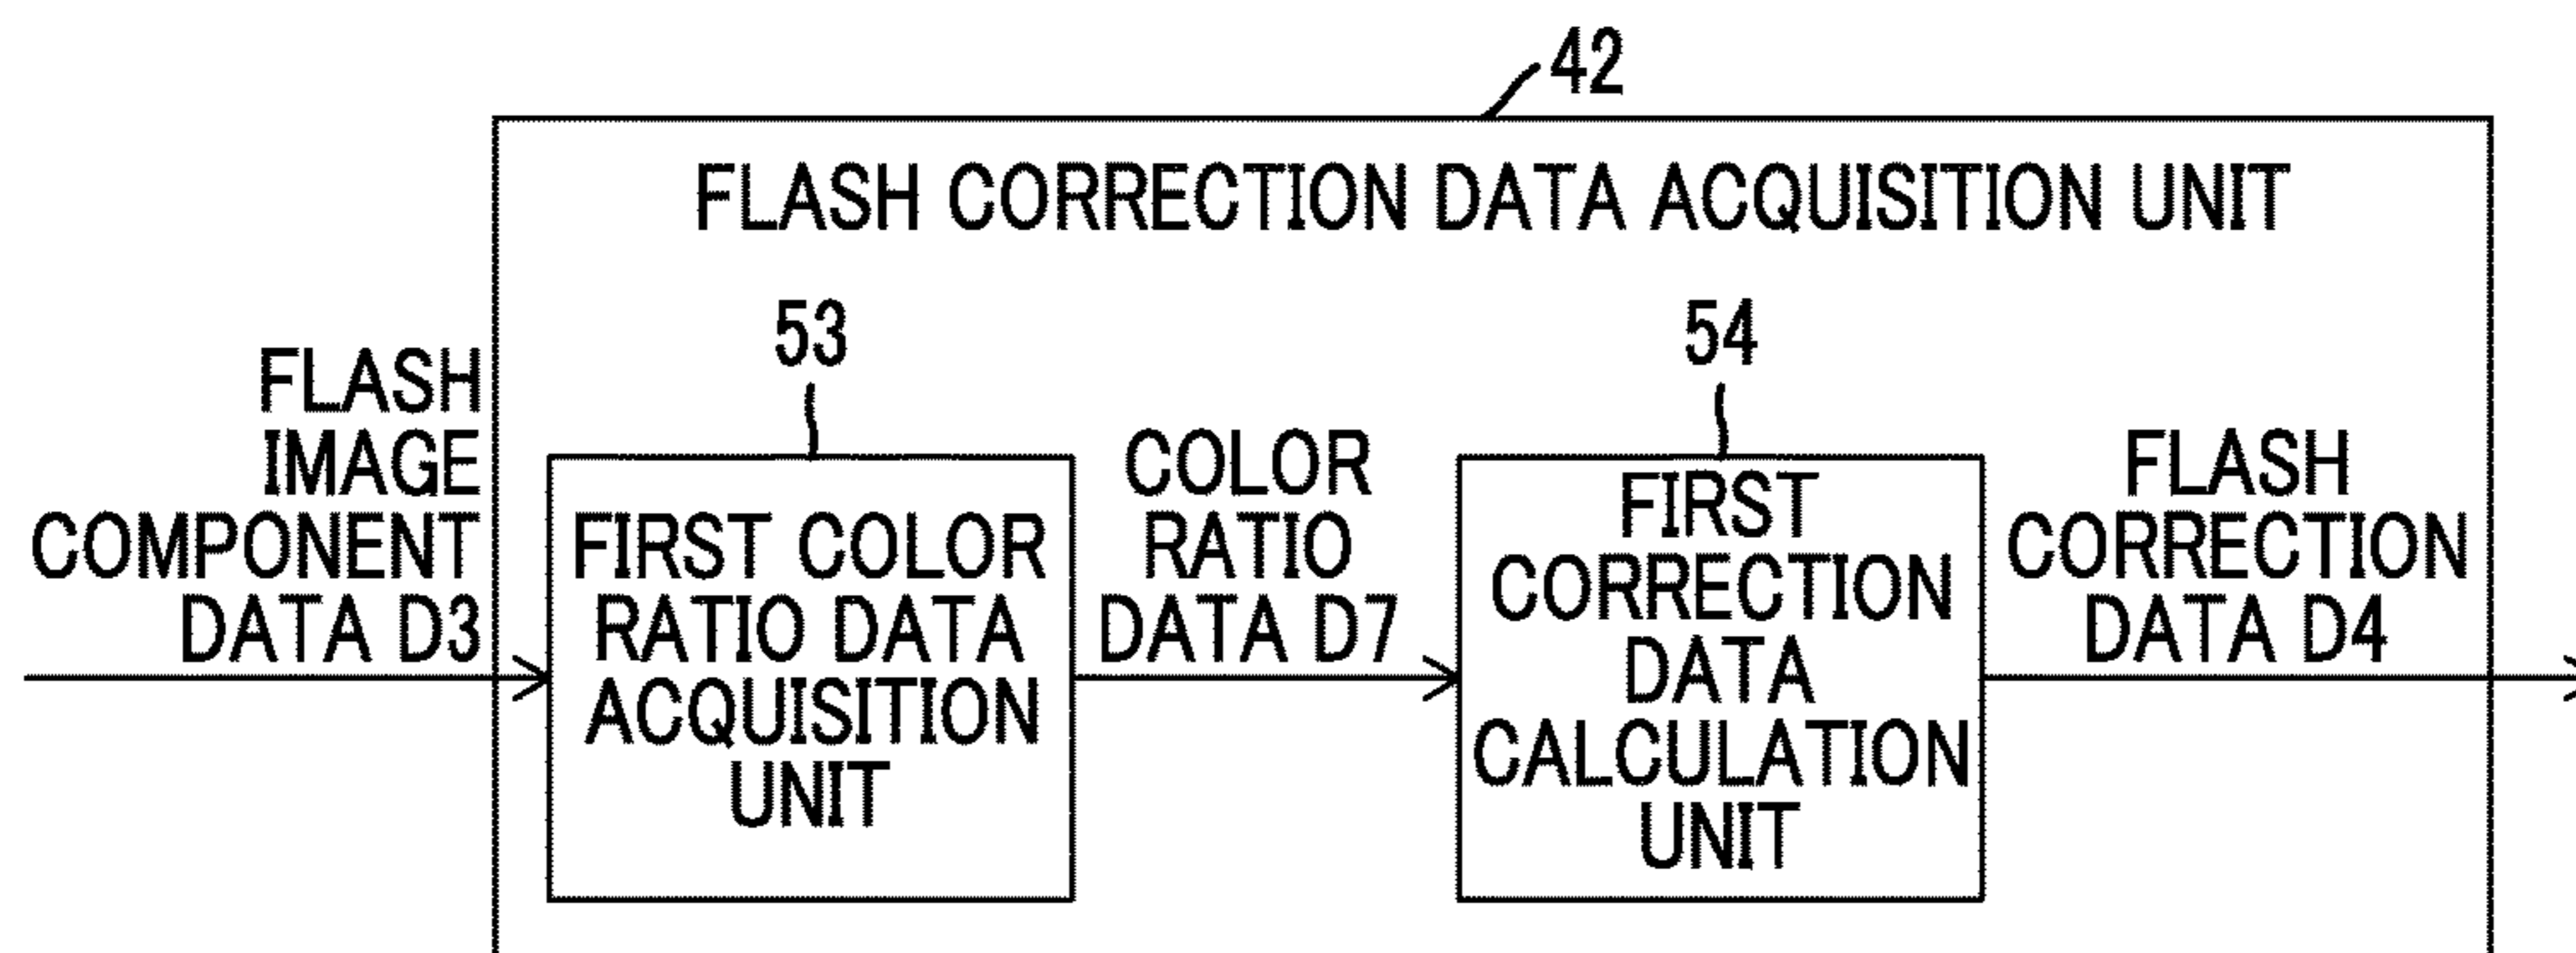 42
FLASH CORRECTION DATA ACQUISITION UNIT
FLASH
IMAGE
COMPONENT
DATA D3
53
FIRST COLOR
RATIO DATA
ACQUISITION
UNIT
COLOR
RATIO
DATA D7
54
FIRST
CORRECTION
DATA
CALCULATION
UNIT
FLASH
CORRECTION
DATA D4